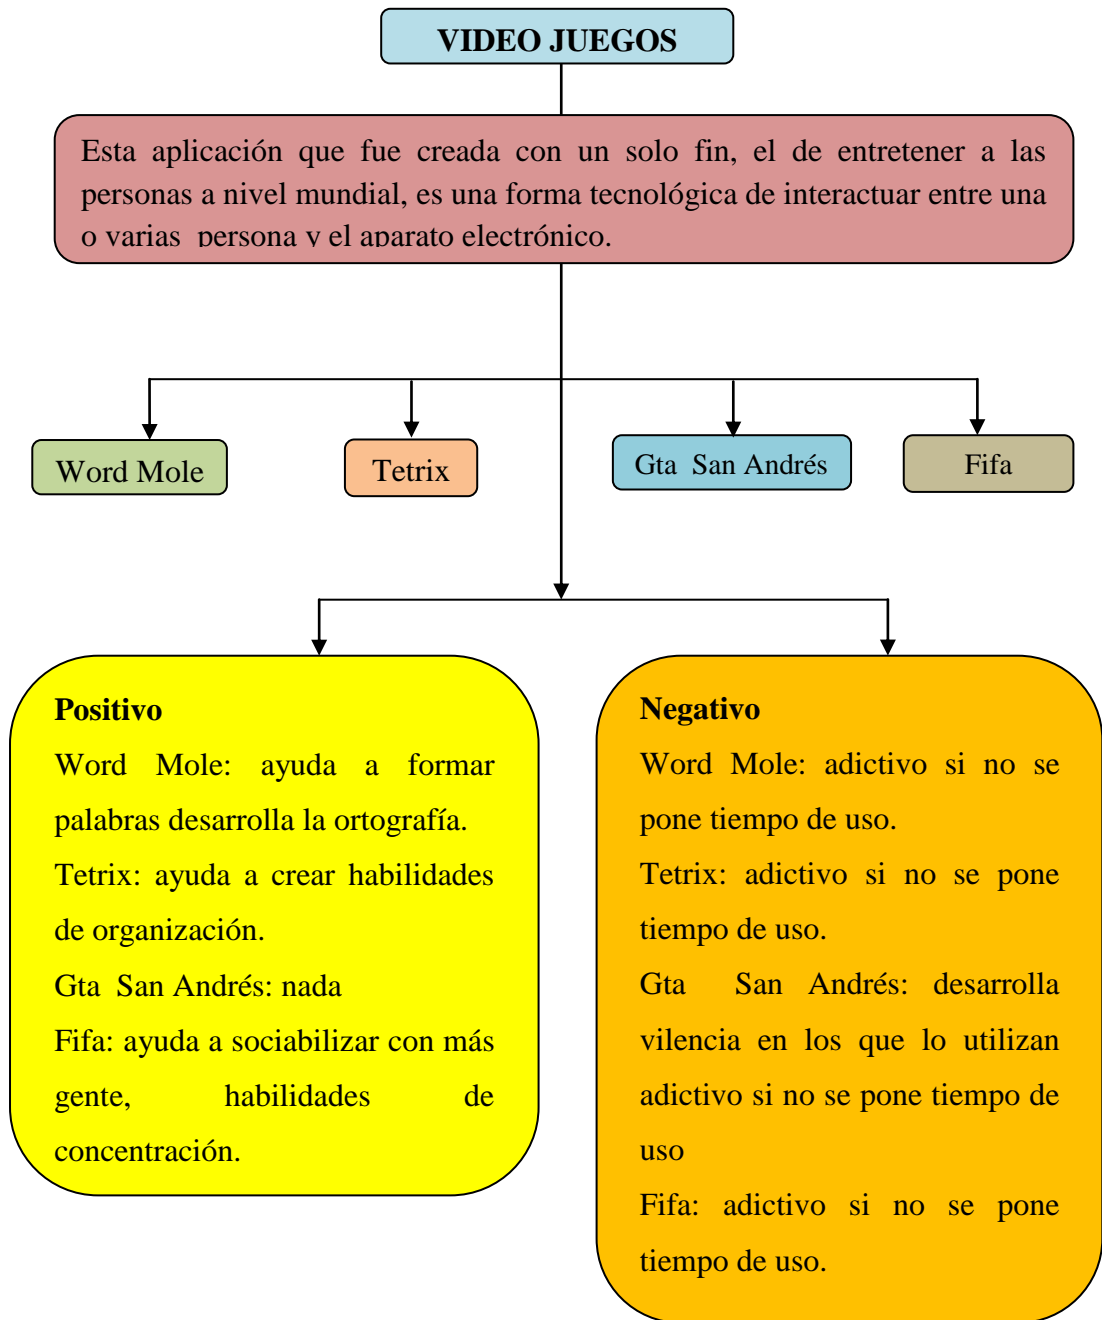 VIDEO JUEGOS
Esta aplicación que fue creada con un solo fin, el de entretener a las
personas a nivel mundial, es una forma tecnológica de interactuar entre una
o varias persona y el aparato electrónico.
Word Mole
Tetrix
Gta San Andrés
Fifa
Positivo
Word Mole: ayuda a formar
palabras desarrolla la ortografía.
Tetrix: ayuda a crear habilidades
de organización.
Gta San Andrés: nada
Fifa: ayuda a sociabilizar con más
gente, habilidades de
concentración.
Negativo
Word Mole: adictivo si no se
pone tiempo de uso.
Tetrix: adictivo si no se pone
tiempo de uso.
Gta San Andrés: desarrolla
vilencia en los que lo utilizan
adictivo si no se pone tiempo de
uso
Fifa: adictivo si no se pone
tiempo de uso.